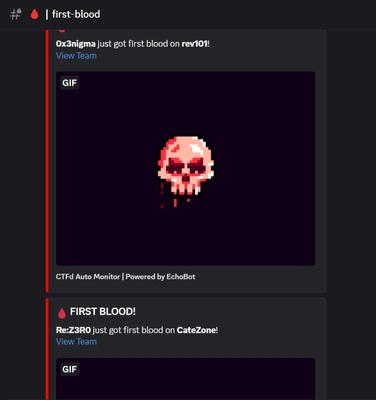 first-blood
0x3nigma just got first blood on rev101!
View Team
GIF
CTFd Auto Monitor | Powered by EchoBot
FIRST BLOOD!
Re:Z3R0 just got first blood on CateZone!
View Team
GIF